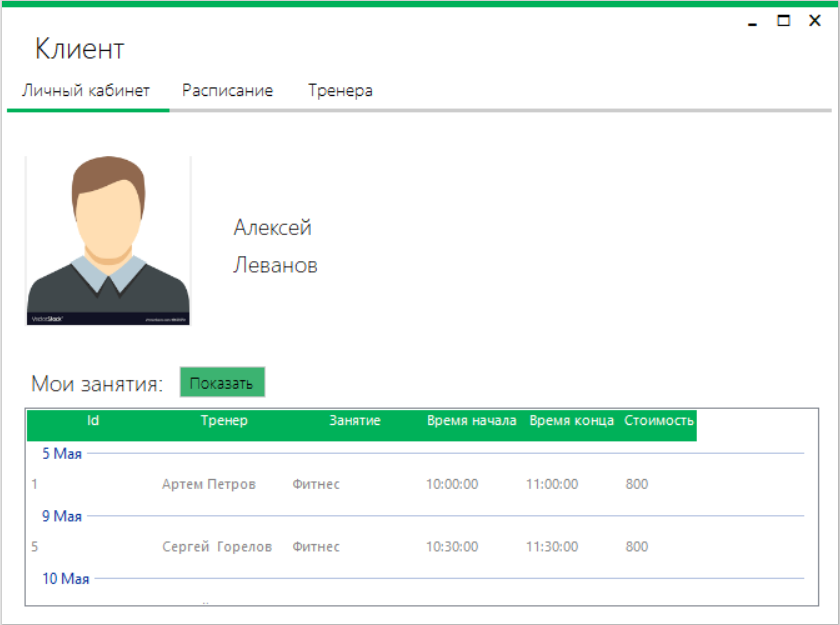 Клиент
Личный кабинет Расписание Тренера
VectorStack
Алексей
Леванов
Мои занятия: Показать
Id Тренер Занятие Время начала Время конца Стоимость
5 Мая
1 Артем Петров Фитнес 10:00:00 11:00:00 800
9 Мая
5 Сергей Горелов Фитнес 10:30:00 11:30:00 800
10 Мая